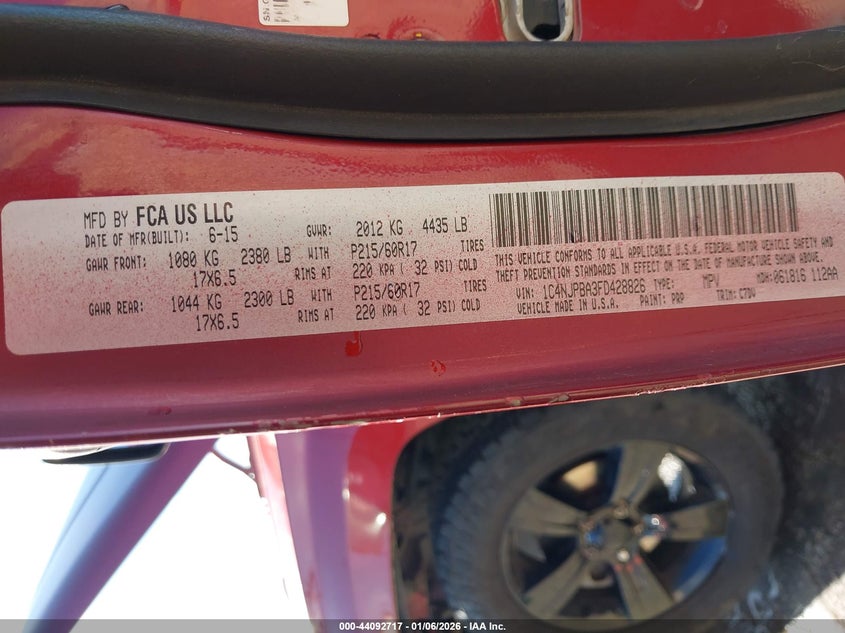 MFD BY FCA US LLC
DATE OF MFR(BUILT): 6-15 GVWR: 2012 KG 4435 LB
GAWR FRONT: 1080 KG 2380 LB WITH P215/60R17 TIRES
17X6.5 RIMS AT 220 KPA ( 32 PSI) COLD
GAWR REAR: 1044 KG 2300 LB WITH P215/60R17 TIRES
17X6.5 RIMS AT 220 KPA ( 32 PSI) COLD
THIS VEHICLE CONFORMS TO ALL APPLICABLE U.S.A. FEDERAL MOTOR VEHICLE SAFETY AND
THEFT PREVENTION STANDARDS IN EFFECT ON THE DATE OF MANUFACTURE SHOWN ABOVE.
VIN: 1C4NJPBA3FD428826 TYPE: MPV MDH: 061816 112AA
VEHICLE MADE IN U.S.A. PAINT: PRP TRIM: C7DV
000-44092717 - 01/06/2026 - IAA Inc.